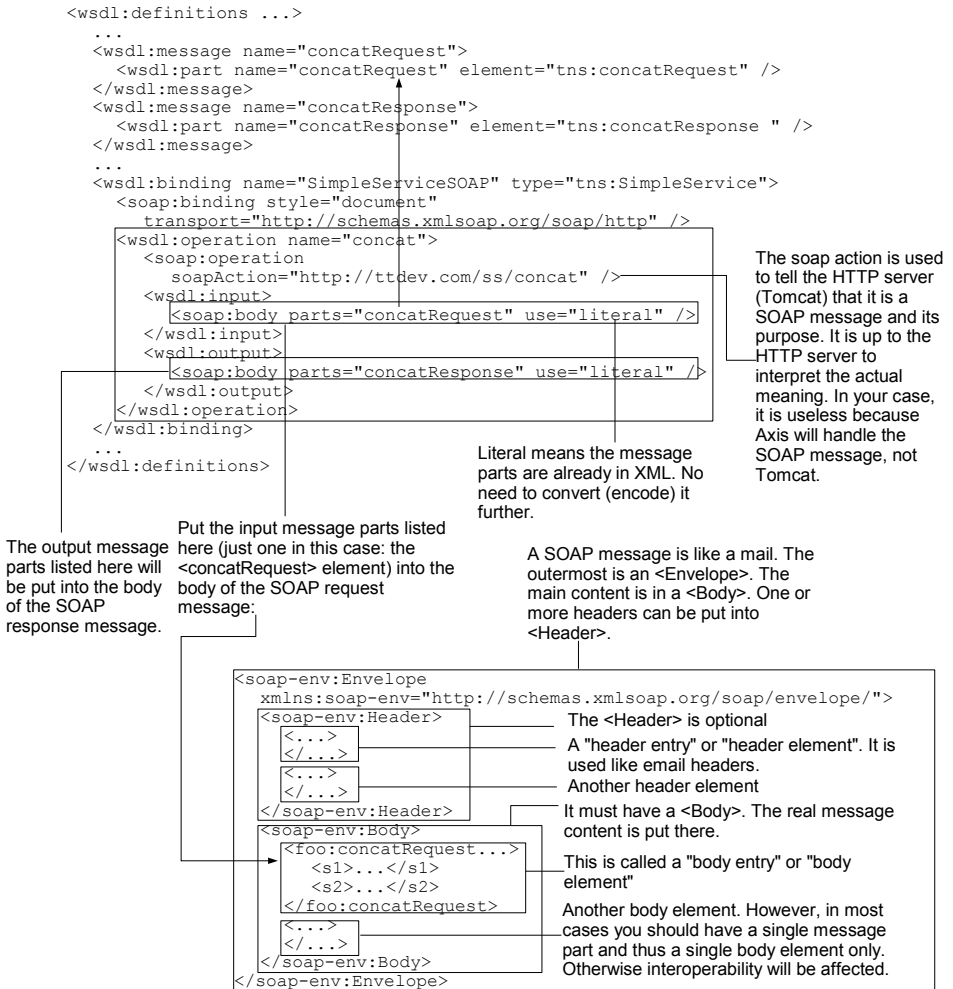 <wsdl:definitions ...>
...
<wsdl:message name="concatRequest">
<wsdl:part name="concatRequest" element="tns:concatRequest" />
</wsdl:message>
<wsdl:message name="concatResponse">
<wsdl:part name="concatResponse" element="tns:concatResponse " />
</wsdl:message>
...
<wsdl:binding name="SimpleServiceSOAP" type="tns:SimpleService">
<soap:binding style="document"
transport="http://schemas.xmlsoap.org/soap/http" />
<wsdl:operation name="concat">
<soap:operation
soapAction="http://ttdev.com/ss/concat" />
<wsdl:input>
<soap:body parts="concatRequest" use="literal" />
</wsdl:input>
<wsdl:output>
<soap:body parts="concatResponse" use="literal" />
</wsdl:output>
</wsdl:operation>
</wsdl:binding>
...
</wsdl:definitions>
The soap action is used
to tell the HTTP server
(Tomcat) that it is a
SOAP message and its
purpose. It is up to the
HTTP server to
interpret the actual
meaning. In your case,
it is useless because
Axis will handle the
SOAP message, not
Tomcat.
Literal means the message
parts are already in XML. No
need to convert (encode) it
further.
The output message
parts listed here will
be put into the body
of the SOAP
response message.
Put the input message parts listed
here (just one in this case: the
<concatRequest> element) into the
body of the SOAP request
message:
A SOAP message is like a mail. The
outermost is an <Envelope>. The
main content is in a <Body>. One or
more headers can be put into
<Header>.
<soap-env:Envelope
xmlns:soap-env="http://schemas.xmlsoap.org/soap/envelope/">
<soap-env:Header>
<...>
</...>
<...>
</...>
</soap-env:Header>
<soap-env:Body>
<foo:concatRequest...>
<s1>...</s1>
<s2>...</s2>
</foo:concatRequest>
<...>
</...>
</soap-env:Body>
</soap-env:Envelope>
The <Header> is optional
A "header entry" or "header element". It is
used like email headers.
Another header element
It must have a <Body>. The real message
content is put there.
This is called a "body entry" or "body
element"
Another body element. However, in most
cases you should have a single message
part and thus a single body element only.
Otherwise interoperability will be affected.